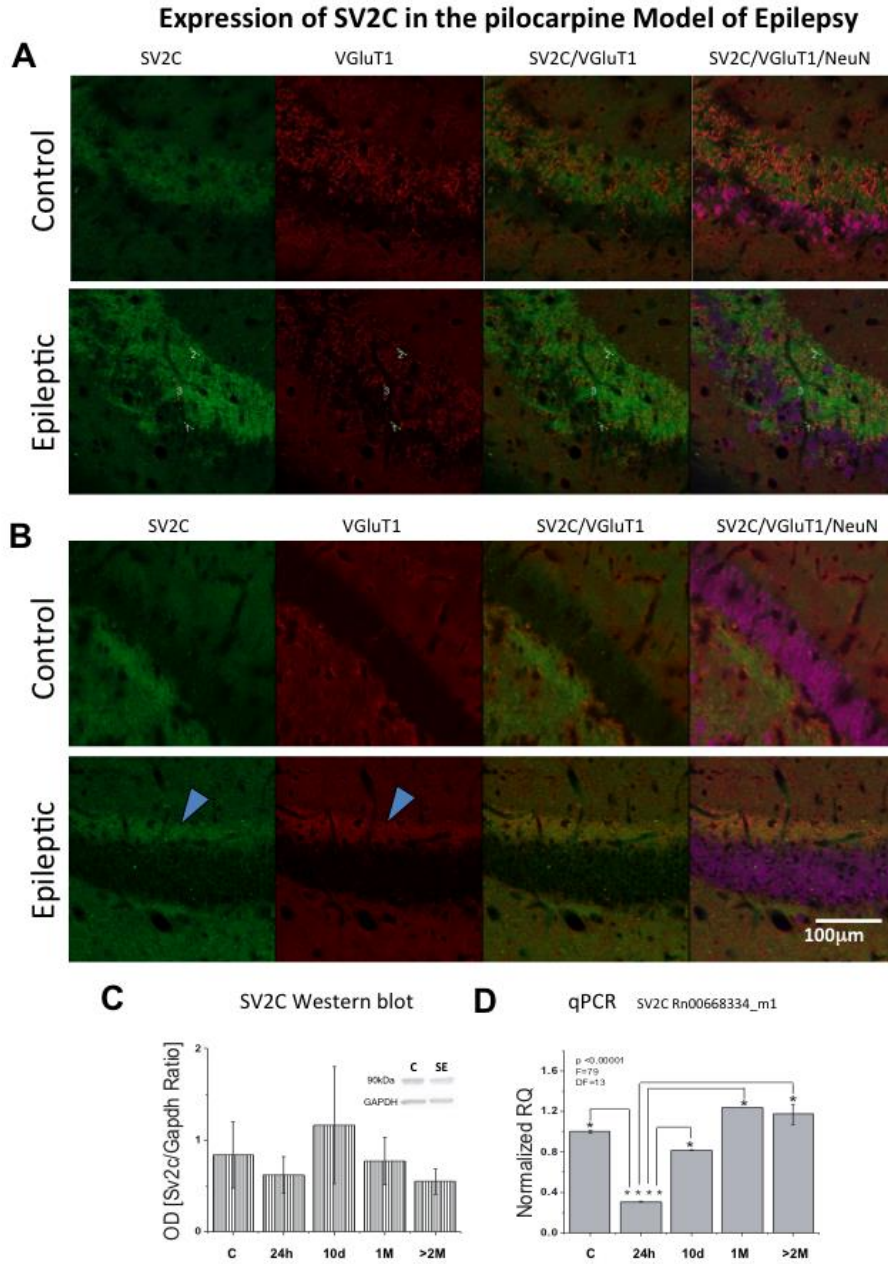 Expression of SV2C in the pilocarpine Model of Epilepsy
A
SV2C VGluT1 SV2C/VGluT1 SV2C/VGluT1/NeuN
Control
Epileptic
2
3
1
B
SV2C VGluT1 SV2C/VGluT1 SV2C/VGluT1/NeuN
Control
Epileptic
100µm
C SV2C Western blot
OD [Sv2c/Gapdh Ratio]
2
1
0
C SE
90kDa
GAPDH
C 24h 10d 1M >2M
D qPCR SV2C Rn00668334_m1
Normalized RQ
1.6
1.2
0.8
0.4
0.0
p <0.00001
F=79
DF=13
*
* * * *
*
*
*
C 24h 10d 1M >2M